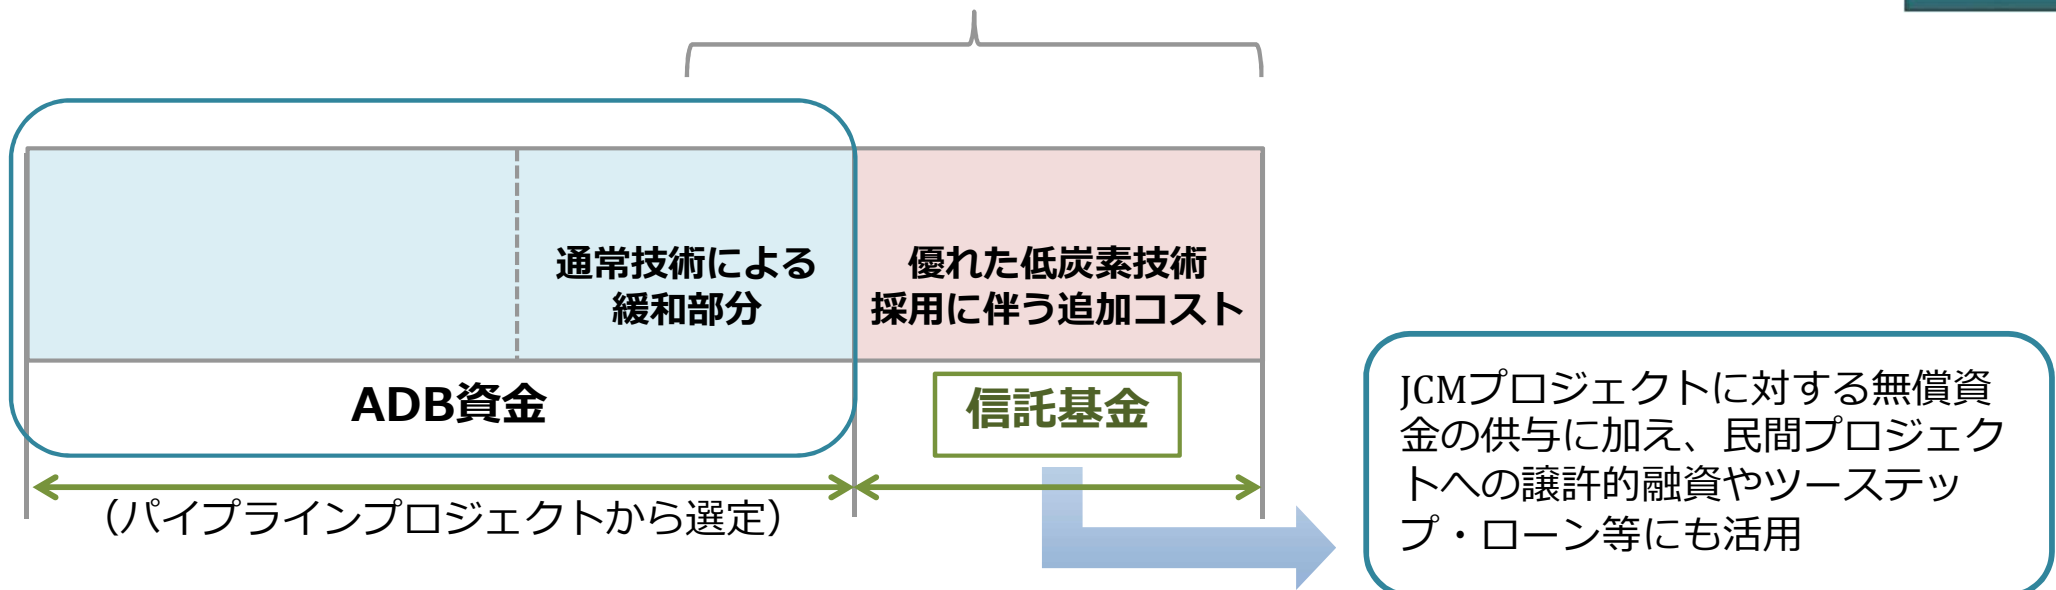 通常技術による
緩和部分
優れた低炭素技術
採用に伴う追加コスト
ADB資金
信託基金
（パイプラインプロジェクトから選定）
JCMプロジェクトに対する無償資
金の供与に加え、民間プロジェク
トへの譲許的融資やツーステッ
プ・ローン等にも活用